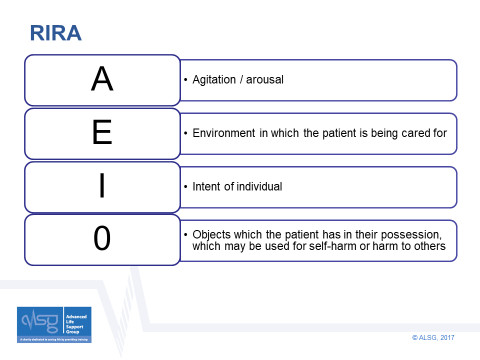 RIRA
A
• Agitation / arousal
E
• Environment in which the patient is being cared for
I
• Intent of individual
0
• Objects which the patient has in their possession,
which may be used for self-harm or harm to others
alsg
Advanced
Life
Support
Group
© ALSG, 2017